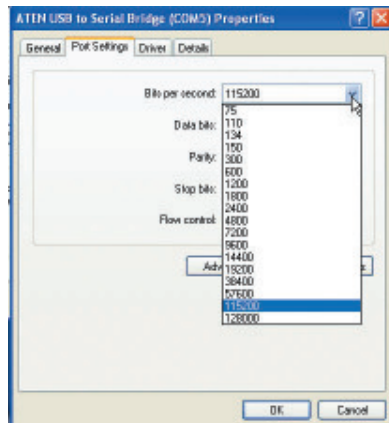 ATEN USB to Serial Bridge (COM5) Properties
General Port Settings Driver Details
Bits per second: 115200
75
Data bits: 110
134
Parity: 150
300
600
Stop bits: 1200
1800
2400
Flow control: 4800
7200
9600
14400
19200
38400
57600
115200
128000
OK Cancel